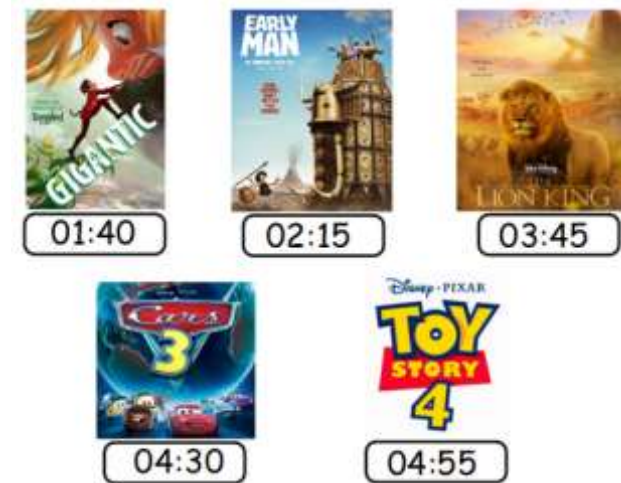 GIGANTIC
01:40
EARLY
MAN
02:15
LION KING
03:45
Cars
3
04:30
Disney · PIXAR
TOY
STORY
4
04:55